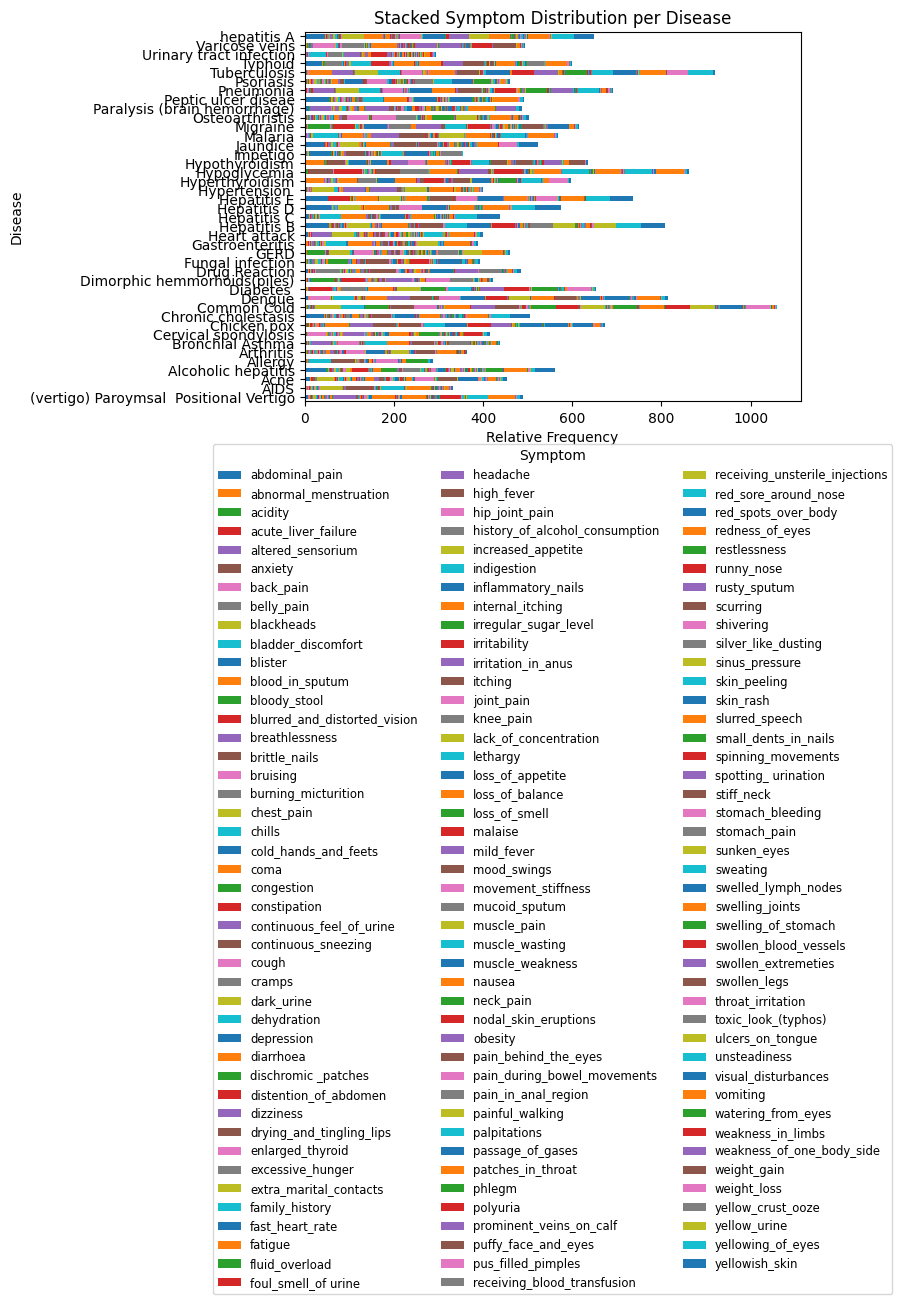 Stacked Symptom Distribution per Disease
hepatitis A
Varicose veins
Urinary tract infection
Typhoid
Tuberculosis
Psoriasis
Pneumonia
Peptic ulcer diseae
Paralysis (brain hemorrhage)
Osteoarthristis
Migraine
Malaria
Jaundice
Impetigo
Hypothyroidism
Hypoglycemia
Hyperthyroidism
Hypertension
Hepatitis E
Hepatitis D
Hepatitis C
Hepatitis B
Heart attack
Gastroenteritis
GERD
Fungal infection
Drug Reaction
Dimorphic hemmorhoids(piles)
Diabetes
Dengue
Common Cold
Chronic cholestasis
Chicken pox
Cervical spondylosis
Bronchial Asthma
Arthritis
Allergy
Alcoholic hepatitis
Acne
AIDS
(vertigo) Paroymsal  Positional Vertigo
Disease
0 200 400 600 800 1000
Relative Frequency
Symptom
abdominal_pain
abnormal_menstruation
acidity
acute_liver_failure
altered_sensorium
anxiety
back_pain
belly_pain
blackheads
bladder_discomfort
blister
blood_in_sputum
bloody_stool
blurred_and_distorted_vision
breathlessness
brittle_nails
bruising
burning_micturition
chest_pain
chills
cold_hands_and_feets
coma
congestion
constipation
continuous_feel_of_urine
continuous_sneezing
cough
cramps
dark_urine
dehydration
depression
diarrhoea
dischromic _patches
distention_of_abdomen
dizziness
drying_and_tingling_lips
enlarged_thyroid
excessive_hunger
extra_marital_contacts
family_history
fast_heart_rate
fatigue
fluid_overload
foul_smell_of urine
headache
high_fever
hip_joint_pain
history_of_alcohol_consumption
increased_appetite
indigestion
inflammatory_nails
internal_itching
irregular_sugar_level
irritability
irritation_in_anus
itching
joint_pain
knee_pain
lack_of_concentration
lethargy
loss_of_appetite
loss_of_balance
loss_of_smell
malaise
mild_fever
mood_swings
movement_stiffness
mucoid_sputum
muscle_pain
muscle_wasting
muscle_weakness
nausea
neck_pain
nodal_skin_eruptions
obesity
pain_behind_the_eyes
pain_during_bowel_movements
pain_in_anal_region
painful_walking
palpitations
passage_of_gases
patches_in_throat
phlegm
polyuria
prominent_veins_on_calf
puffy_face_and_eyes
pus_filled_pimples
receiving_blood_transfusion
receiving_unsterile_injections
red_sore_around_nose
red_spots_over_body
redness_of_eyes
restlessness
runny_nose
rusty_sputum
scurring
shivering
silver_like_dusting
sinus_pressure
skin_peeling
skin_rash
slurred_speech
small_dents_in_nails
spinning_movements
spotting_ urination
stiff_neck
stomach_bleeding
stomach_pain
sunken_eyes
sweating
swelled_lymph_nodes
swelling_joints
swelling_of_stomach
swollen_blood_vessels
swollen_extremeties
swollen_legs
throat_irritation
toxic_look_(typhos)
ulcers_on_tongue
unsteadiness
visual_disturbances
vomiting
watering_from_eyes
weakness_in_limbs
weakness_of_one_body_side
weight_gain
weight_loss
yellow_crust_ooze
yellow_urine
yellowing_of_eyes
yellowish_skin